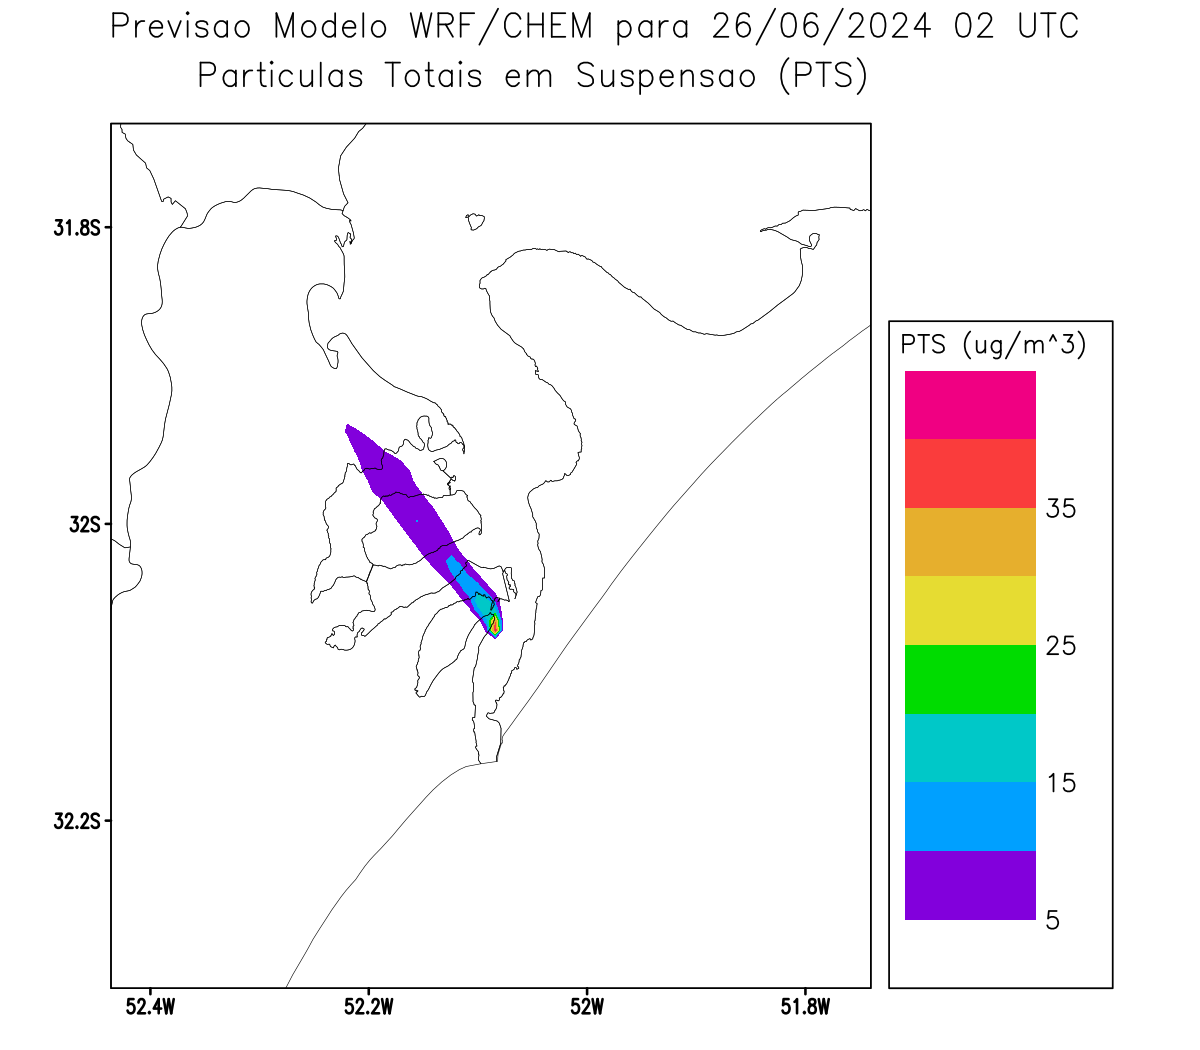 Previsao Modelo WRF/CHEM para 26/06/2024 02 UTC
Particulas Totais em Suspensao (PTS)
31.8S
32S
32.2S
52.4W
52.2W
52W
51.8W
PTS (ug/m^3)
35
25
15
5